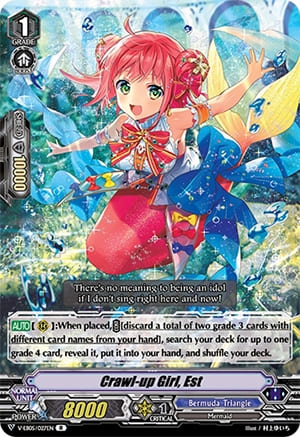 1
GRADE
BOOST
10000
There's no meaning to being an idol
if I don't sing right here and now!
AUTO [ ]:When placed, [discard a total of two grade 3 cards with
different card names from your hand], search your deck for up to one
grade 4 card, reveal it, put it into your hand, and shuffle your deck.
NORMAL
UNIT
Crawl-up Girl, Est
POWER 8000
1
CRITICAL
Bermuda Triangle
Mermaid
V-EB05/027EN R